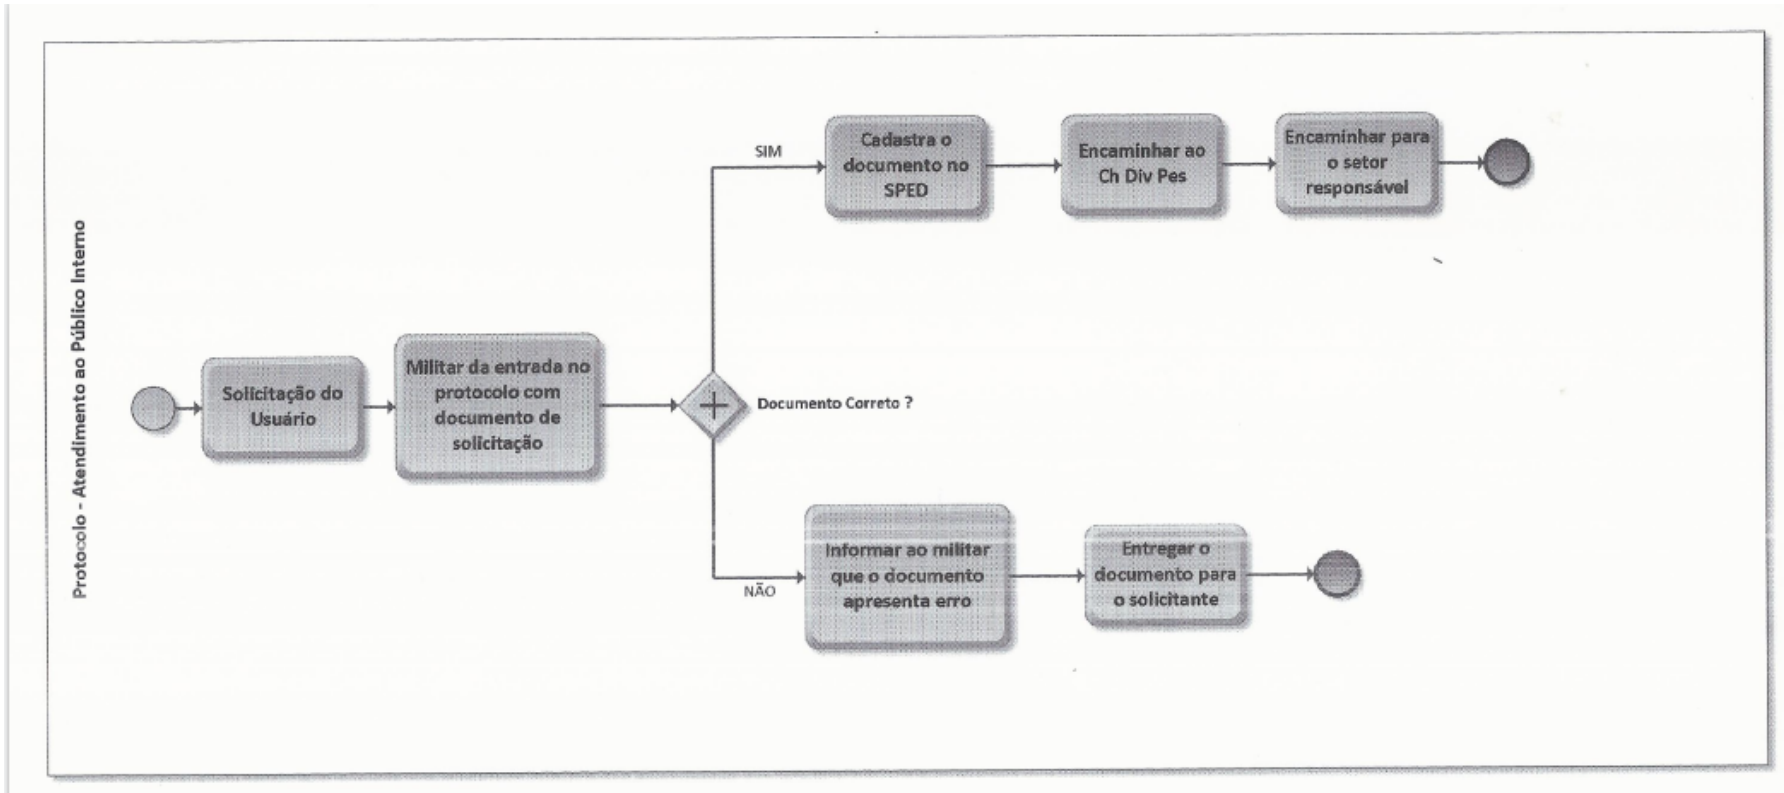 Protocolo - Atendimento ao Público Interno
Solicitação do
Usuário
Militar da entrada no
protocolo com
documento de
solicitação
Documento Correto ?
SIM
Cadastra o
documento no
SPED
Encaminhar ao
Ch Div Pes
Encaminhar para
o setor
responsável
NÃO
Informar ao militar
que o documento
apresenta erro
Entregar o
documento para
o solicitante